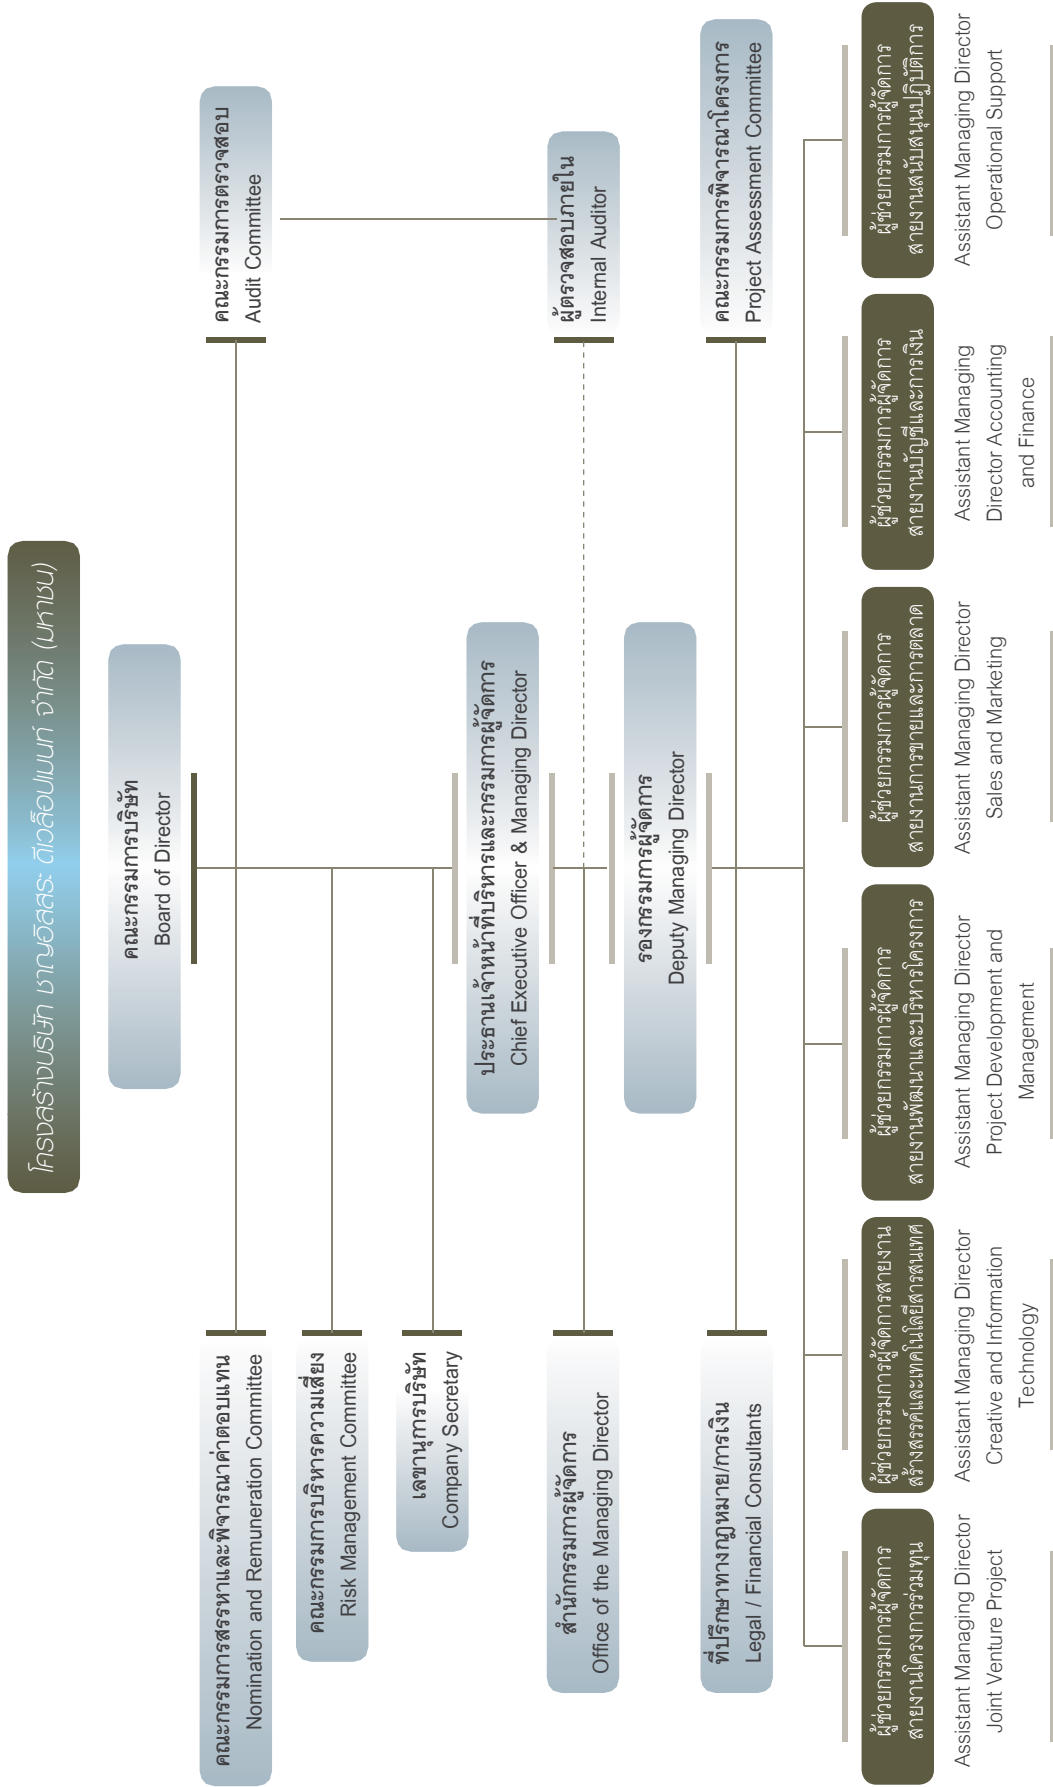 โครงสร้างบริษัท ชาญอิสสระ ดีเวล็อปเมนท์ จำกัด (มหาชน)
คณะกรรมการบริษัท
Board of Director
คณะกรรมการสรรหาและพิจารณาค่าตอบแทน
Nomination and Remuneration Committee
คณะกรรมการตรวจสอบ
Audit Committee
คณะกรรมการบริหารความเสี่ยง
Risk Management Committee
เลขานุการบริษัท
Company Secretary
ประธานเจ้าหน้าที่บริหารและกรรมการผู้จัดการ
Chief Executive Officer & Managing Director
สำนักกรรมการผู้จัดการ
Office of the Managing Director
ผู้ตรวจสอบภายใน
Internal Auditor
รองกรรมการผู้จัดการ
Deputy Managing Director
ที่ปรึกษาทางกฎหมาย/การเงิน
Legal / Financial Consultants
คณะกรรมการพิจารณาโครงการ
Project Assessment Committee
ผู้ช่วยกรรมการผู้จัดการ
สายงานโครงการร่วมทุน
Assistant Managing Director
Joint Venture Project
ผู้ช่วยกรรมการผู้จัดการสายงาน
สร้างสรรค์และเทคโนโลยีสารสนเทศ
Assistant Managing Director
Creative and Information
Technology
ผู้ช่วยกรรมการผู้จัดการ
สายงานพัฒนาและบริหารโครงการ
Assistant Managing Director
Project Development and
Management
ผู้ช่วยกรรมการผู้จัดการ
สายงานการขายและการตลาด
Assistant Managing Director
Sales and Marketing
ผู้ช่วยกรรมการผู้จัดการ
สายงานบัญชีและการเงิน
Assistant Managing
Director Accounting
and Finance
ผู้ช่วยกรรมการผู้จัดการ
สายงานสนับสนุนปฏิบัติการ
Assistant Managing Director
Operational Support